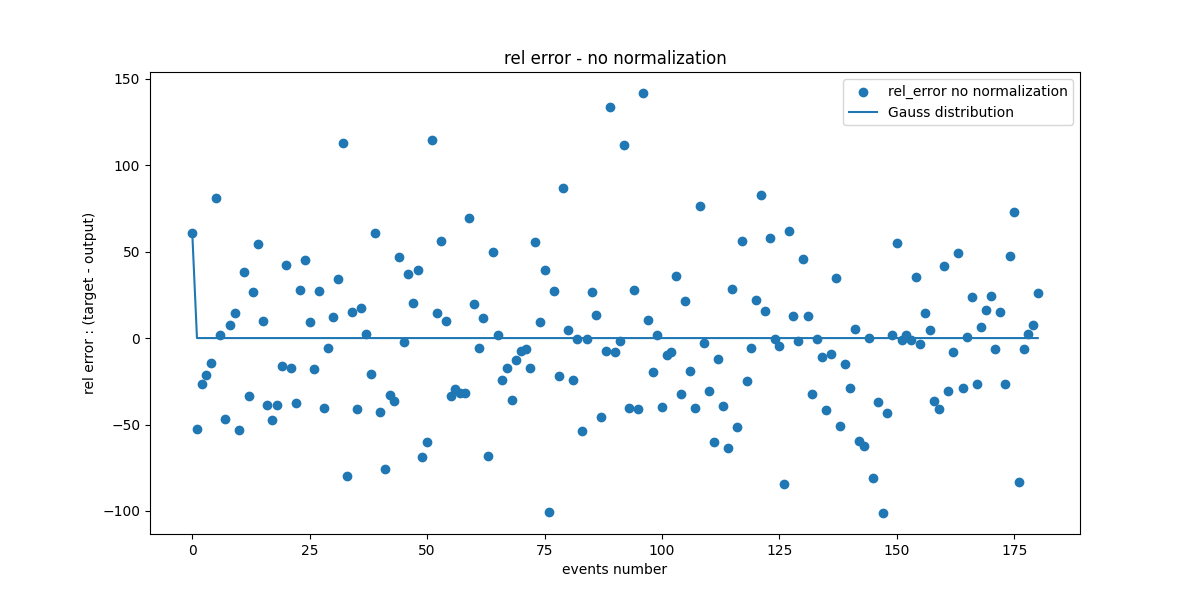 rel error - no normalization
rel_error no normalization
Gauss distribution
rel error : (target - output)
150
100
50
0
−50
−100
0 25 50 75 100 125 150 175
events number